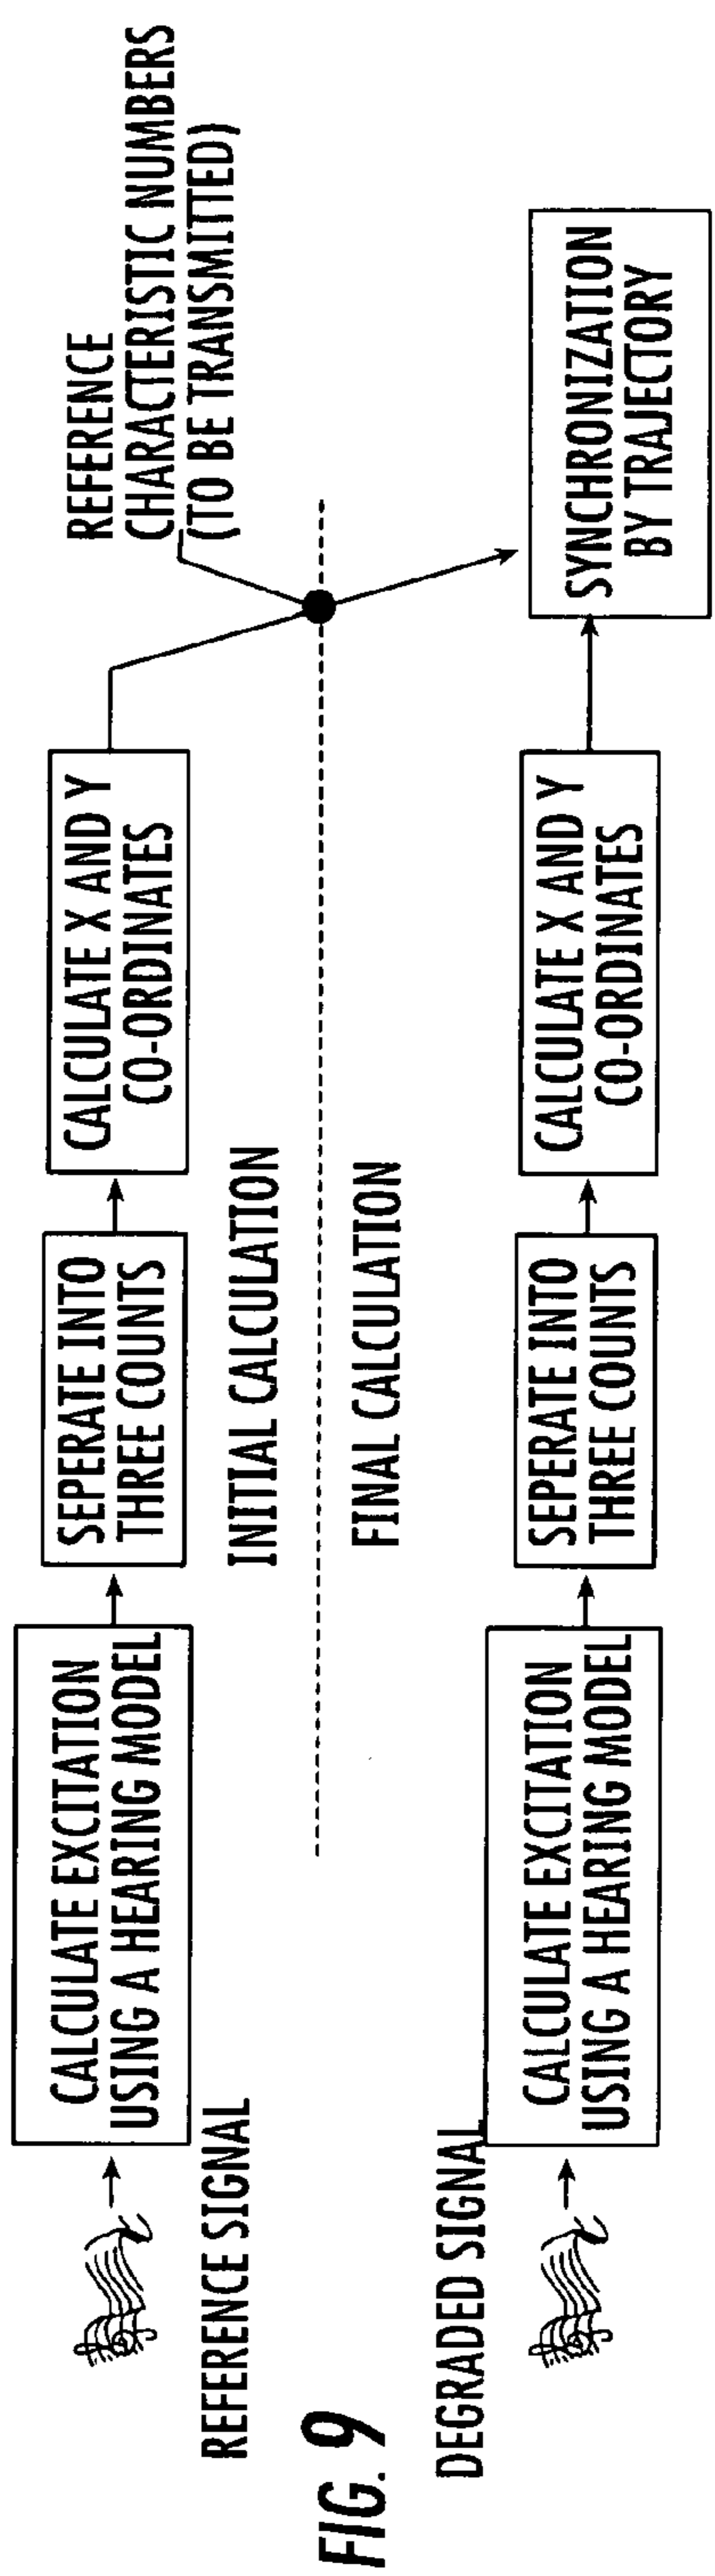 REFERENCE
CHARACTERISTIC NUMBERS
(TO BE TRANSMITTED)
CALCULATE EXCITATION
USING A HEARING MODEL
SEPERATE INTO
THREE COUNTS
CALCULATE X AND Y
CO-ORDINATES
REFERENCE SIGNAL
INITIAL CALCULATION
FINAL CALCULATION
DEGRADED SIGNAL
CALCULATE EXCITATION
USING A HEARING MODEL
SEPERATE INTO
THREE COUNTS
CALCULATE X AND Y
CO-ORDINATES
SYNCHRONIZATION
BY TRAJECTORY
FIG. 9